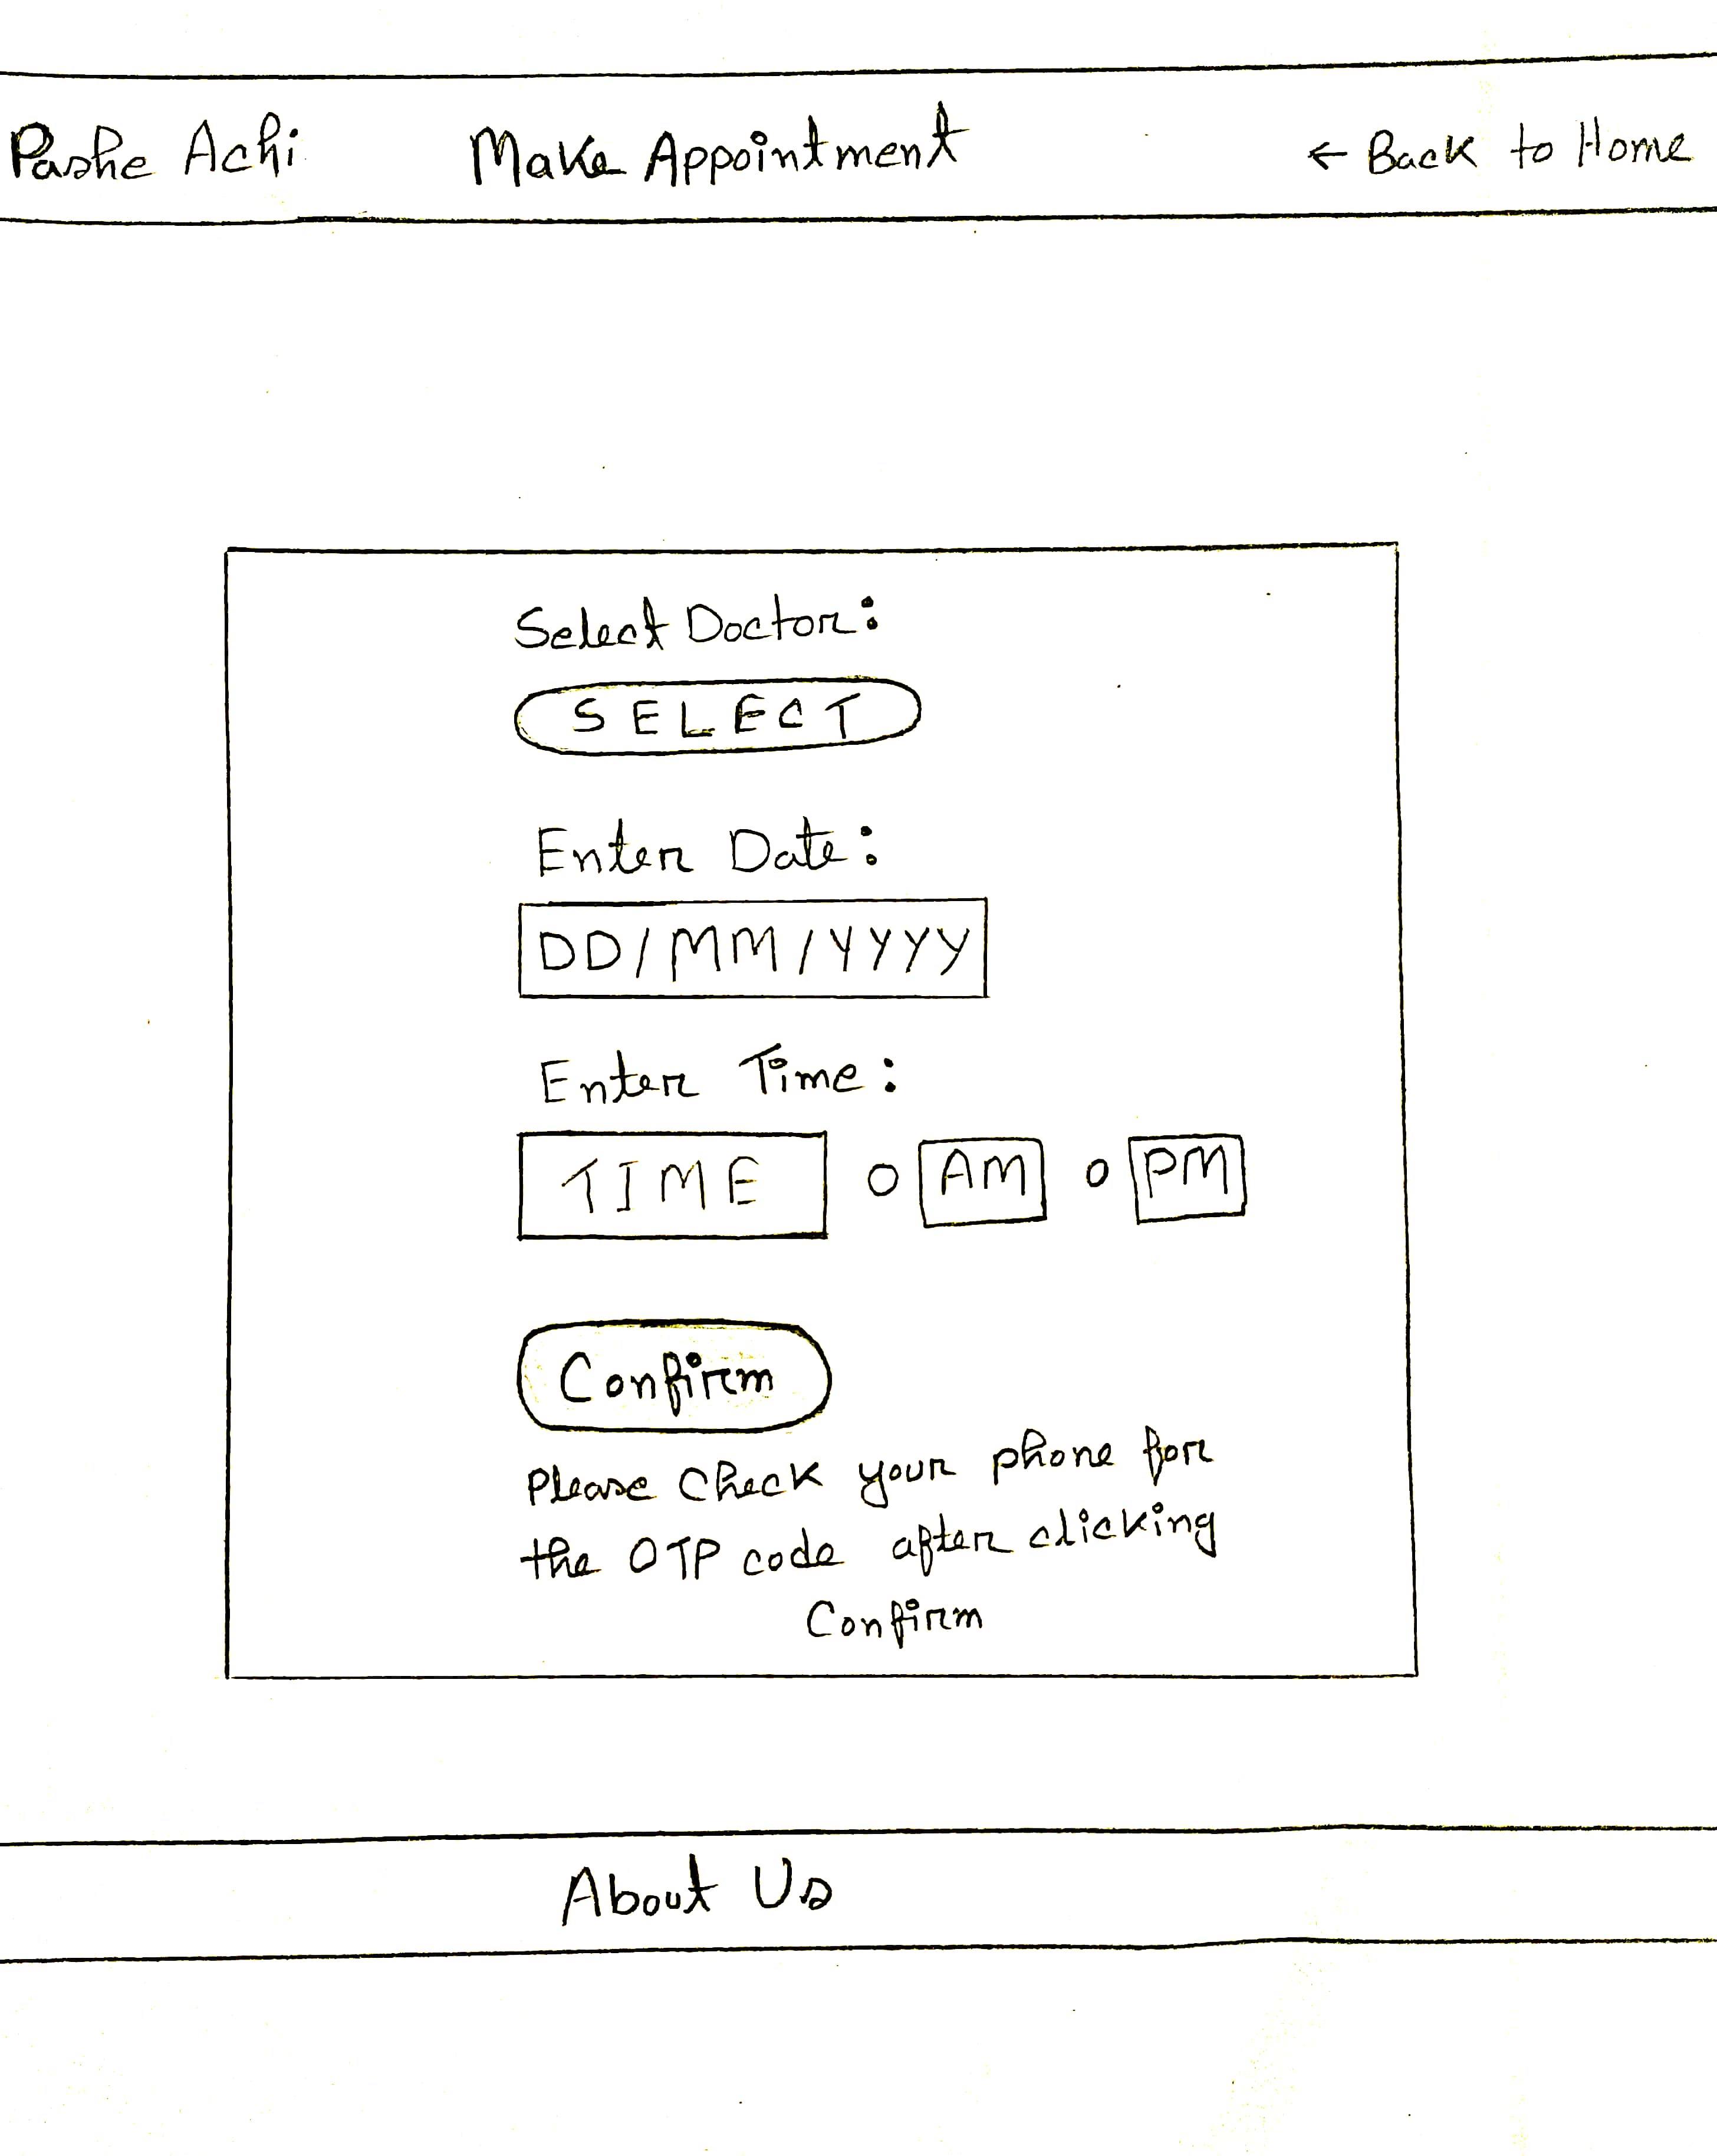 Pashe Achi Make Appointment ← Back to Home
Select Doctor:
SELECT
Enter Date:
DD/MM/YYYY
Enter Time:
TIME AM PM
Confirm
Please Check your phone for
the OTP code after clicking
Confirm
About Us